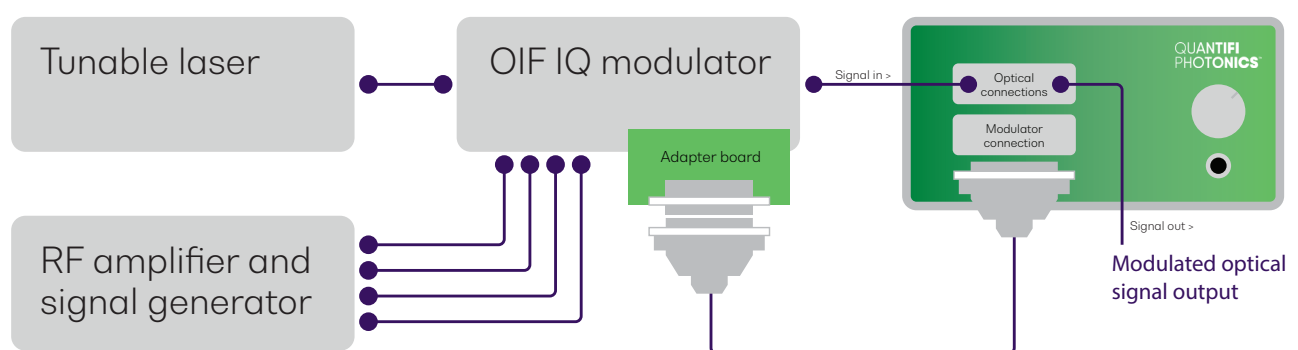 Tunable laser
OIF IQ modulator
Signal in >
Optical
connections
QUANTIFI
PHOTONICS™
Modulator
connection
Adapter board
RF amplifier and
signal generator
Signal out >
Modulated optical
signal output